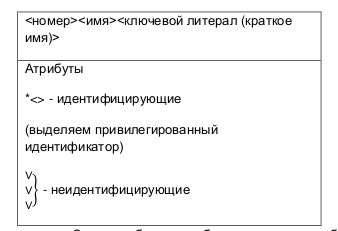 <номер><имя><ключевой литерал (краткое
имя)>
Атрибуты
*<> - идентифицирующие
(выделяем привилегированный
идентификатор)
V
V} - неидентифицирующие
V